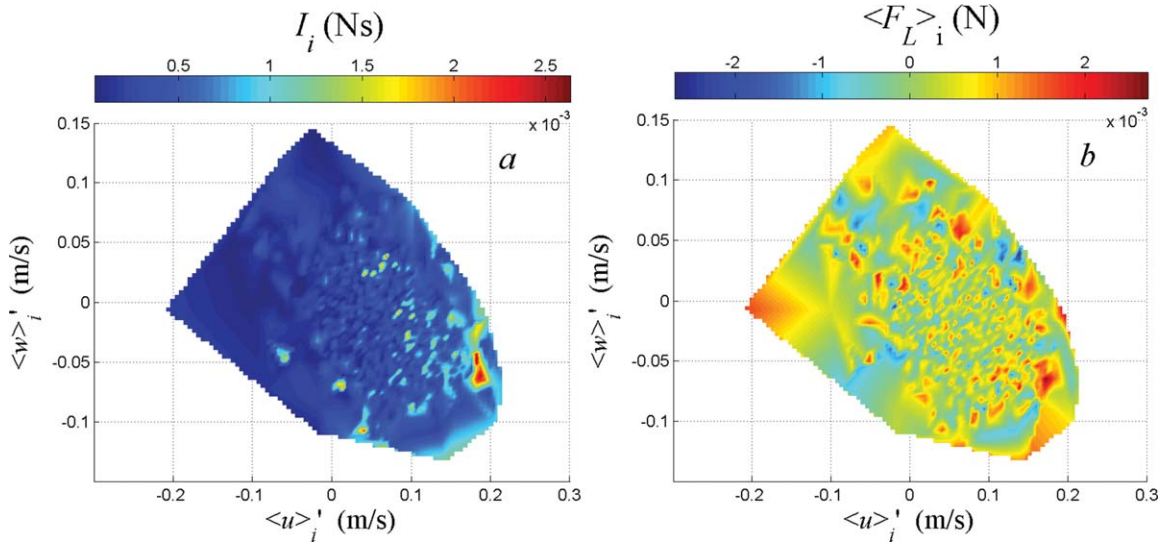 I_i (Ns)
0.5 1 1.5 2 2.5
x 10^-3
a
0.15
0.1
0.05
0
-0.05
-0.1
<w>_i' (m/s)
-0.2 -0.1 0 0.1 0.2 0.3
<u>_i' (m/s)
<F_L>_i (N)
-2 -1 0 1 2
x 10^-3
b
0.15
0.1
0.05
0
-0.05
-0.1
<w>_i' (m/s)
-0.2 -0.1 0 0.1 0.2 0.3
<u>_i' (m/s)